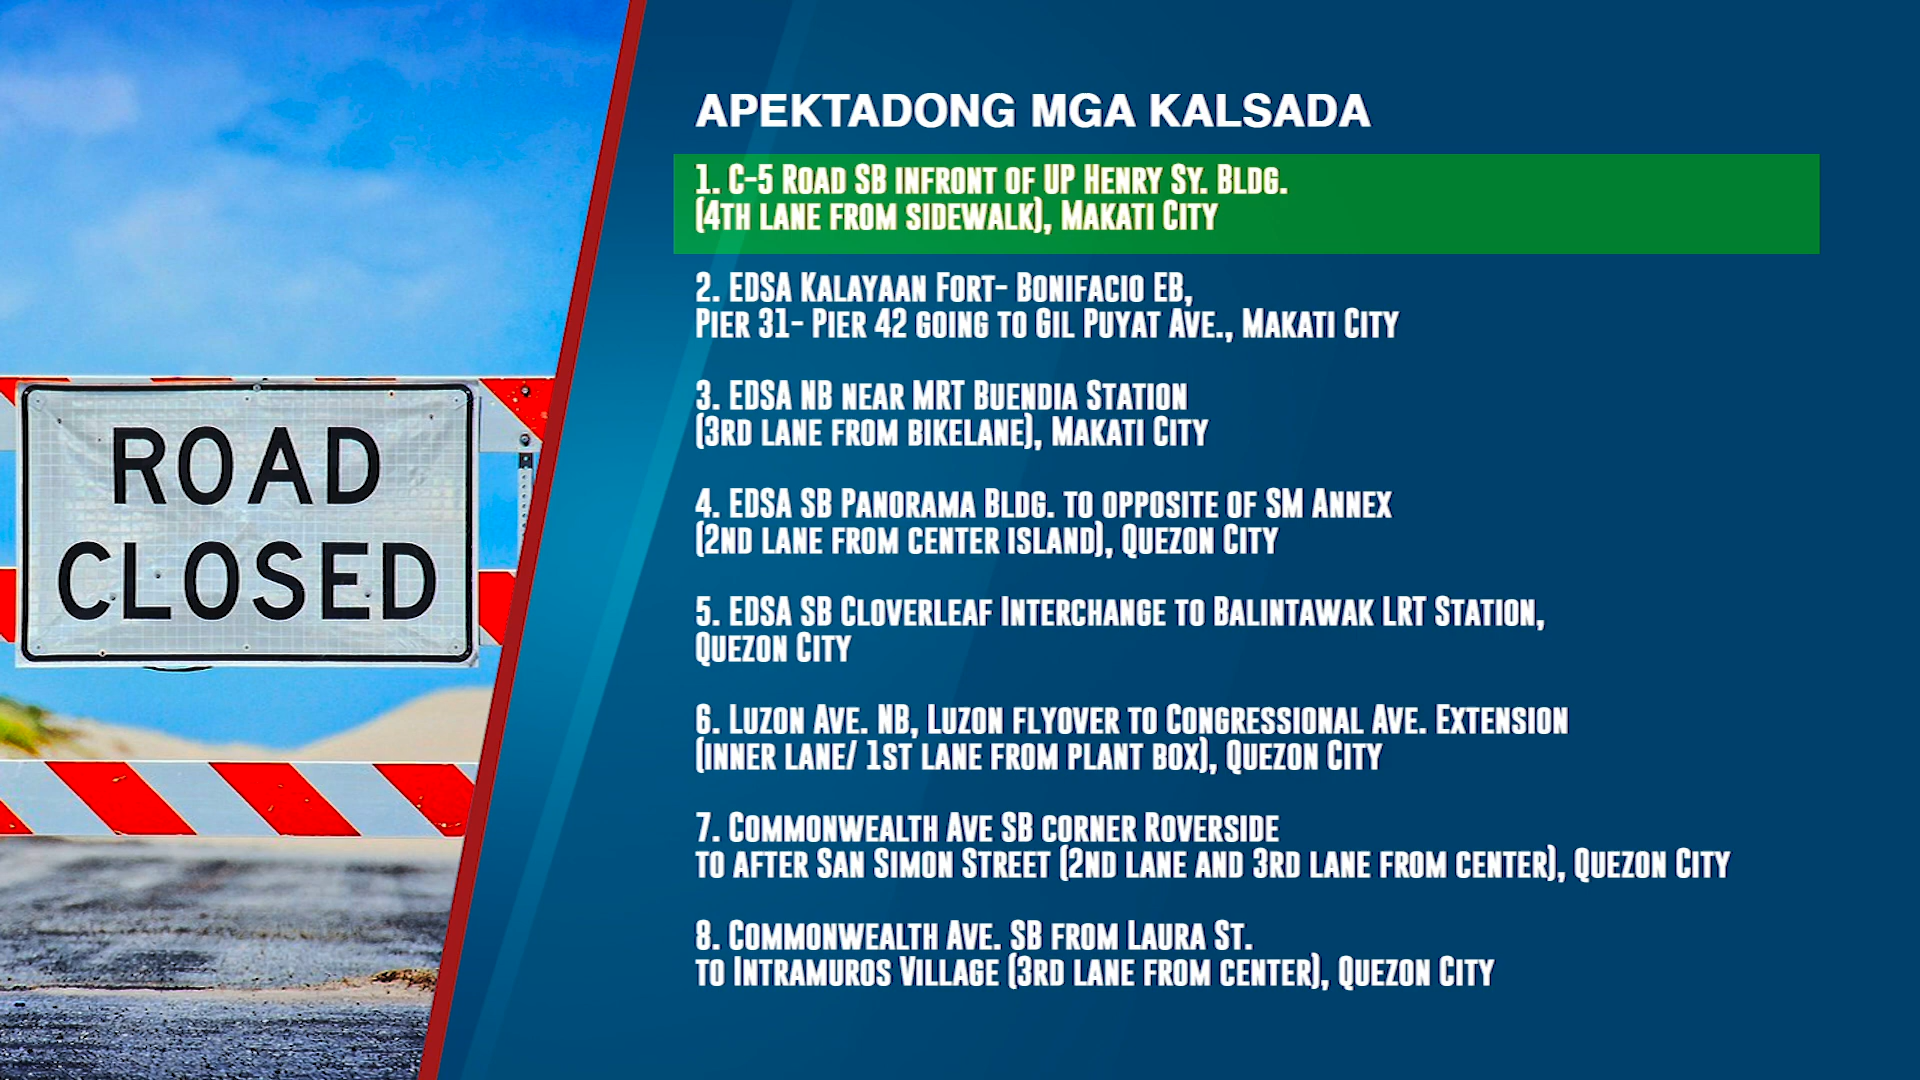 ROAD
CLOSED
APEKTADONG MGA KALSADA
1. C-5 ROAD SB INFRONT OF UP HENRY SY. BLDG.
(4TH LANE FROM SIDEWALK), MAKATI CITY
2. EDSA KALAYAAN FORT- BONIFACIO EB,
PIER 31- PIER 42 GOING TO GIL PUYAT AVE., MAKATI CITY
3. EDSA NB NEAR MRT BUENDIA STATION
(3RD LANE FROM BIKELANE), MAKATI CITY
4. EDSA SB PANORAMA BLDG. TO OPPOSITE OF SM ANNEX
(2ND LANE FROM CENTER ISLAND), QUEZON CITY
5. EDSA SB CLOVERLEAF INTERCHANGE TO BALINTAWAK LRT STATION,
QUEZON CITY
6. LUZON AVE. NB, LUZON FLYOVER TO CONGRESSIONAL AVE. EXTENSION
(INNER LANE/ 1ST LANE FROM PLANT BOX), QUEZON CITY
7. COMMONWEALTH AVE SB CORNER ROVERSIDE
TO AFTER SAN SIMON STREET (2ND LANE AND 3RD LANE FROM CENTER), QUEZON CITY
8. COMMONWEALTH AVE. SB FROM LAURA ST.
TO INTRAMUROS VILLAGE (3RD LANE FROM CENTER), QUEZON CITY